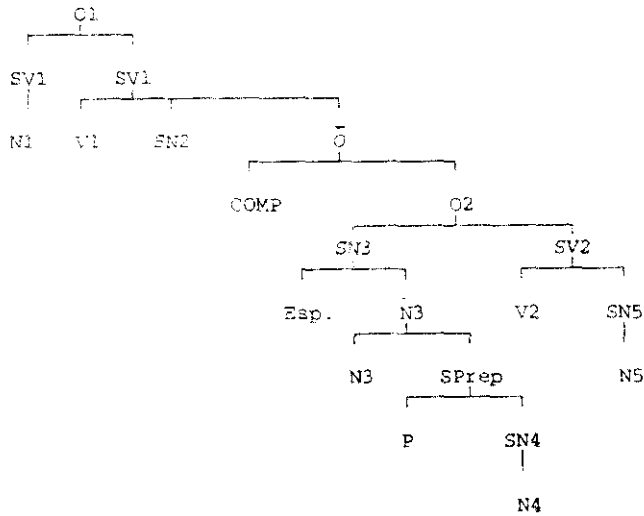 O1
SV1 SV1
N1 V1 SN2 Ō
COMP O2
SN3 SV2
Esp. N3 V2 SN5
N3 SPrep N5
P SN4
N4